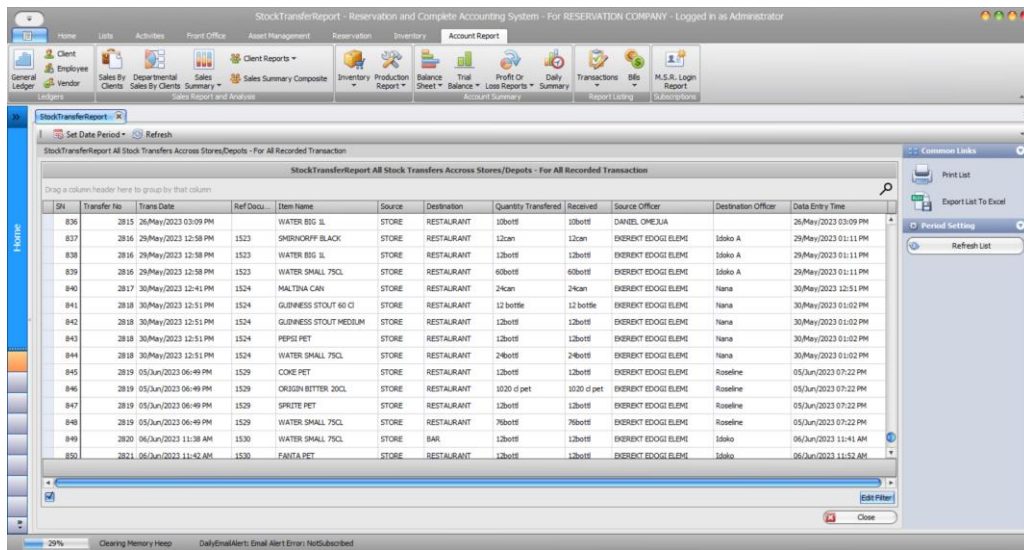 StockTransferReport - Reservation and Complete Accounting System - For RESERVATION COMPANY - Logged in as Administrator
Home Lists Activities Front Office Asset Management Reservation Inventory Account Report
Client
Employee
Vendor
General Ledger
Sales By Clients
Departmental Sales By Clients
Sales Summary
Client Reports
Sales Summary Composite
Inventory
Production Report
Balance Sheet
Trial Balance
Profit Or Loss Reports
Daily Summary
Transactions
Bills
M.S.R. Login Report
Ledgers Sales Report and Analysis Account Summary Report Listing Subscriptions
StockTransferReport
Set Date Period Refresh
StockTransferReport All Stock Transfers Accross Stores/Depots - For All Recorded Transaction
StockTransferReport All Stock Transfers Accross Stores/Depots - For All Recorded Transaction
Drag a column header here to group by that column
SN Transfer No Trans Date Ref Docu... Item Name Source Destination Quantity Transfered Received Source Officer Destination Officer Data Entry Time
836 2815 26/May/2023 03:09 PM WATER BIG 1L STORE RESTAURANT 10bottl 10bottl DANIEL OMEJUA 26/May/2023 03:09 PM
837 2816 29/May/2023 12:58 PM 1523 SMIRNORFF BLACK STORE RESTAURANT 12can 12can EKEREKT EDOGI ELEMI Idoko A 29/May/2023 01:11 PM
838 2816 29/May/2023 12:58 PM 1523 WATER BIG 1L STORE RESTAURANT 12bottl 12bottl EKEREKT EDOGI ELEMI Idoko A 29/May/2023 01:11 PM
839 2816 29/May/2023 12:58 PM 1523 WATER SMALL 75CL STORE RESTAURANT 60bottl 60bottl EKEREKT EDOGI ELEMI Idoko A 29/May/2023 01:11 PM
840 2817 30/May/2023 12:41 PM 1524 MALTINA CAN STORE RESTAURANT 24can 24can EKEREKT EDOGI ELEMI Nana 30/May/2023 12:51 PM
841 2818 30/May/2023 12:51 PM 1524 GUINNESS STOUT 60 Cl STORE RESTAURANT 12 bottle 12 bottle EKEREKT EDOGI ELEMI Nana 30/May/2023 01:02 PM
842 2818 30/May/2023 12:51 PM 1524 GUINNESS STOUT MEDIUM STORE RESTAURANT 12bottl 12bottl EKEREKT EDOGI ELEMI Nana 30/May/2023 01:02 PM
843 2818 30/May/2023 12:51 PM 1524 PEPSI PET STORE RESTAURANT 12bottl 12bottl EKEREKT EDOGI ELEMI Nana 30/May/2023 01:02 PM
844 2818 30/May/2023 12:51 PM 1524 WATER SMALL 75CL STORE RESTAURANT 24bottl 24bottl EKEREKT EDOGI ELEMI Nana 30/May/2023 01:02 PM
845 2819 05/Jun/2023 06:49 PM 1529 COKE PET STORE RESTAURANT 12bottl 12bottl EKEREKT EDOGI ELEMI Roseline 05/Jun/2023 07:22 PM
846 2819 05/Jun/2023 06:49 PM 1529 ORIGIN BITTER 20CL STORE RESTAURANT 1020 cl pet 1020 cl pet EKEREKT EDOGI ELEMI Roseline 05/Jun/2023 07:22 PM
847 2819 05/Jun/2023 06:49 PM 1529 SPRITE PET STORE RESTAURANT 12bottl 12bottl EKEREKT EDOGI ELEMI Roseline 05/Jun/2023 07:22 PM
848 2819 05/Jun/2023 06:49 PM 1529 WATER SMALL 75CL STORE RESTAURANT 76bottl 76bottl EKEREKT EDOGI ELEMI Roseline 05/Jun/2023 07:22 PM
849 2820 06/Jun/2023 11:38 AM 1530 WATER SMALL 75CL STORE BAR 12bottl 12bottl EKEREKT EDOGI ELEMI Idoko 06/Jun/2023 11:41 AM
850 2821 06/Jun/2023 11:42 AM 1530 FANTA PET STORE RESTAURANT 12bottl 12bottl EKEREKT EDOGI ELEMI Idoko 06/Jun/2023 11:52 AM
Edit Filter
Close
Common Links
Print List
Export List To Excel
Period Setting
Refresh List
Home
29% Clearing Memory Heep DailyEmailAlert: Email Alert Error: NotSubscribed